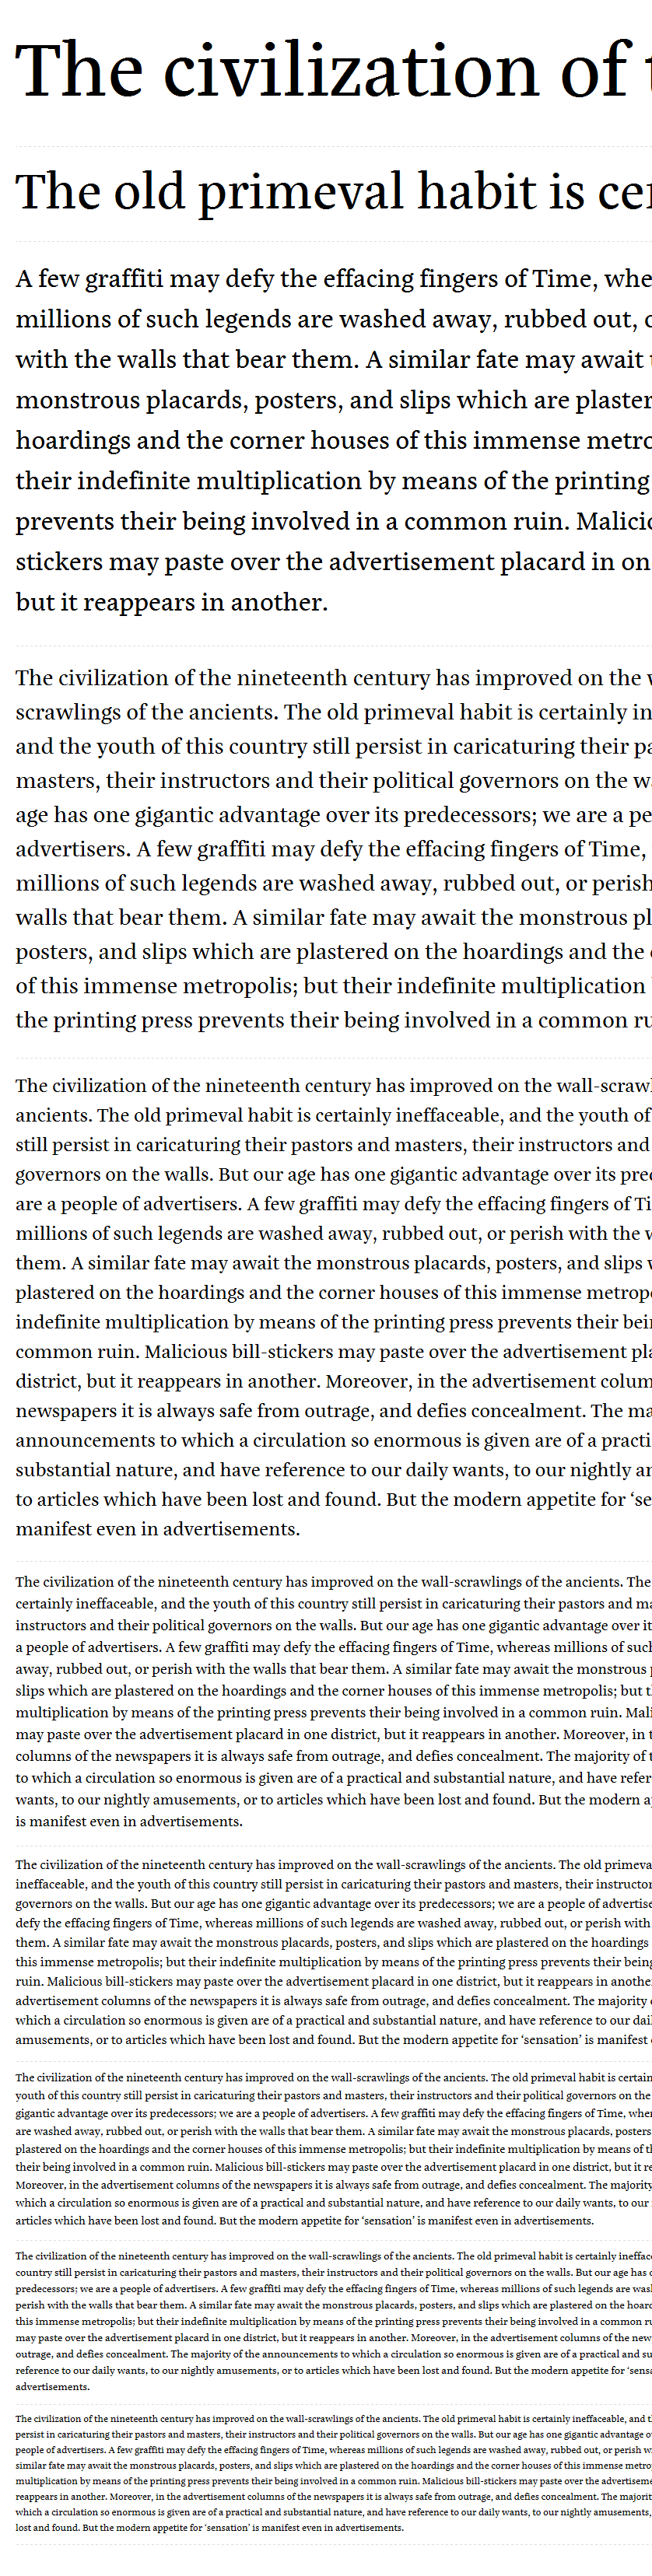 The civilization of t
The old primeval habit is cer
A few graffiti may defy the effacing fingers of Time, whe
millions of such legends are washed away, rubbed out, o
with the walls that bear them. A similar fate may await
monstrous placards, posters, and slips which are plaster
hoardings and the corner houses of this immense metro
their indefinite multiplication by means of the printing
prevents their being involved in a common ruin. Malicio
stickers may paste over the advertisement placard in on
but it reappears in another.
The civilization of the nineteenth century has improved on the w
scrawlings of the ancients. The old primeval habit is certainly in
and the youth of this country still persist in caricaturing their pa
masters, their instructors and their political governors on the wa
age has one gigantic advantage over its predecessors; we are a pe
advertisers. A few graffiti may defy the effacing fingers of Time,
millions of such legends are washed away, rubbed out, or perish
walls that bear them. A similar fate may await the monstrous pl
posters, and slips which are plastered on the hoardings and the
of this immense metropolis; but their indefinite multiplication
the printing press prevents their being involved in a common ru
The civilization of the nineteenth century has improved on the wall-scrawl
ancients. The old primeval habit is certainly ineffaceable, and the youth of
still persist in caricaturing their pastors and masters, their instructors and
governors on the walls. But our age has one gigantic advantage over its pred
are a people of advertisers. A few graffiti may defy the effacing fingers of Ti
millions of such legends are washed away, rubbed out, or perish with the w
them. A similar fate may await the monstrous placards, posters, and slips w
plastered on the hoardings and the corner houses of this immense metrop
indefinite multiplication by means of the printing press prevents their bein
common ruin. Malicious bill-stickers may paste over the advertisement pla
district, but it reappears in another. Moreover, in the advertisement colum
newspapers it is always safe from outrage, and defies concealment. The ma
announcements to which a circulation so enormous is given are of a practi
substantial nature, and have reference to our daily wants, to our nightly a
to articles which have been lost and found. But the modern appetite for ‘se
manifest even in advertisements.
The civilization of the nineteenth century has improved on the wall-scrawlings of the ancients. The
certainly ineffaceable, and the youth of this country still persist in caricaturing their pastors and ma
instructors and their political governors on the walls. But our age has one gigantic advantage over it
a people of advertisers. A few graffiti may defy the effacing fingers of Time, whereas millions of such
away, rubbed out, or perish with the walls that bear them. A similar fate may await the monstrous
slips which are plastered on the hoardings and the corner houses of this immense metropolis; but t
multiplication by means of the printing press prevents their being involved in a common ruin. Mali
may paste over the advertisement placard in one district, but it reappears in another. Moreover, in t
columns of the newspapers it is always safe from outrage, and defies concealment. The majority of t
to which a circulation so enormous is given are of a practical and substantial nature, and have refer
wants, to our nightly amusements, or to articles which have been lost and found. But the modern a
is manifest even in advertisements.
The civilization of the nineteenth century has improved on the wall-scrawlings of the ancients. The old primeva
ineffaceable, and the youth of this country still persist in caricaturing their pastors and masters, their instructor
governors on the walls. But our age has one gigantic advantage over its predecessors; we are a people of advertise
defy the effacing fingers of Time, whereas millions of such legends are washed away, rubbed out, or perish with
them. A similar fate may await the monstrous placards, posters, and slips which are plastered on the hoardings
this immense metropolis; but their indefinite multiplication by means of the printing press prevents their being
ruin. Malicious bill-stickers may paste over the advertisement placard in one district, but it reappears in anothe
advertisement columns of the newspapers it is always safe from outrage, and defies concealment. The majority
which a circulation so enormous is given are of a practical and substantial nature, and have reference to our dail
amusements, or to articles which have been lost and found. But the modern appetite for ‘sensation’ is manifest
The civilization of the nineteenth century has improved on the wall-scrawlings of the ancients. The old primeval habit is certain
youth of this country still persist in caricaturing their pastors and masters, their instructors and their political governors on the
gigantic advantage over its predecessors; we are a people of advertisers. A few graffiti may defy the effacing fingers of Time, wher
are washed away, rubbed out, or perish with the walls that bear them. A similar fate may await the monstrous placards, posters
plastered on the hoardings and the corner houses of this immense metropolis; but their indefinite multiplication by means of th
their being involved in a common ruin. Malicious bill-stickers may paste over the advertisement placard in one district, but it re
Moreover, in the advertisement columns of the newspapers it is always safe from outrage, and defies concealment. The majority
which a circulation so enormous is given are of a practical and substantial nature, and have reference to our daily wants, to our
articles which have been lost and found. But the modern appetite for ‘sensation’ is manifest even in advertisements.
The civilization of the nineteenth century has improved on the wall-scrawlings of the ancients. The old primeval habit is certainly ineffac
country still persist in caricaturing their pastors and masters, their instructors and their political governors on the walls. But our age has
predecessors; we are a people of advertisers. A few graffiti may defy the effacing fingers of Time, whereas millions of such legends are was
perish with the walls that bear them. A similar fate may await the monstrous placards, posters, and slips which are plastered on the hoard
this immense metropolis; but their indefinite multiplication by means of the printing press prevents their being involved in a common ru
may paste over the advertisement placard in one district, but it reappears in another. Moreover, in the advertisement columns of the new
outrage, and defies concealment. The majority of the announcements to which a circulation so enormous is given are of a practical and su
reference to our daily wants, to our nightly amusements, or to articles which have been lost and found. But the modern appetite for ‘sens
advertisements.
The civilization of the nineteenth century has improved on the wall-scrawlings of the ancients. The old primeval habit is certainly ineffaceable, and t
persist in caricaturing their pastors and masters, their instructors and their political governors on the walls. But our age has one gigantic advantage o
people of advertisers. A few graffiti may defy the effacing fingers of Time, whereas millions of such legends are washed away, rubbed out, or perish w
similar fate may await the monstrous placards, posters, and slips which are plastered on the hoardings and the corner houses of this immense metro
multiplication by means of the printing press prevents their being involved in a common ruin. Malicious bill-stickers may paste over the advertiseme
reappears in another. Moreover, in the advertisement columns of the newspapers it is always safe from outrage, and defies concealment. The majorit
which a circulation so enormous is given are of a practical and substantial nature, and have reference to our daily wants, to our nightly amusements,
lost and found. But the modern appetite for ‘sensation’ is manifest even in advertisements.